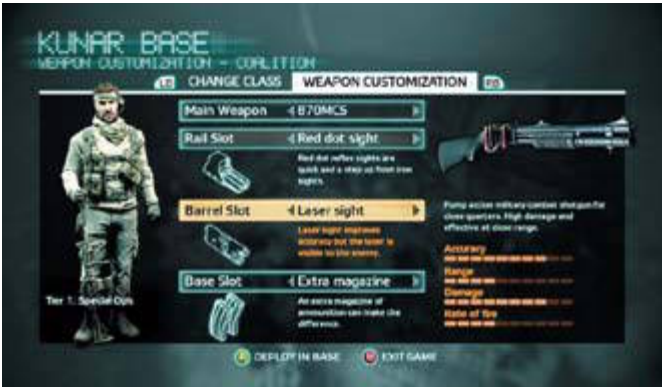 KUNAR BASE
WEAPON CUSTOMIZATION - COALITION
LB CHANGE CLASS WEAPON CUSTOMIZATION RB
Main Weapon 870MCS
Rail Slot Red dot sight
Red dot reflex sights are
quick and a step up from iron
sights.
Barrel Slot Laser sight
Laser sight improves
accuracy but the laser is
visible to the enemy.
Base Slot Extra magazine
An extra magazine of
ammunition can make the
difference.
Tier 1, Special Ops
Pump action military combat shotgun for
close quarters. High damage and
effective at close range.
Accuracy
Range
Damage
Rate of fire
A DEPLOY IN BASE B EXIT GAME